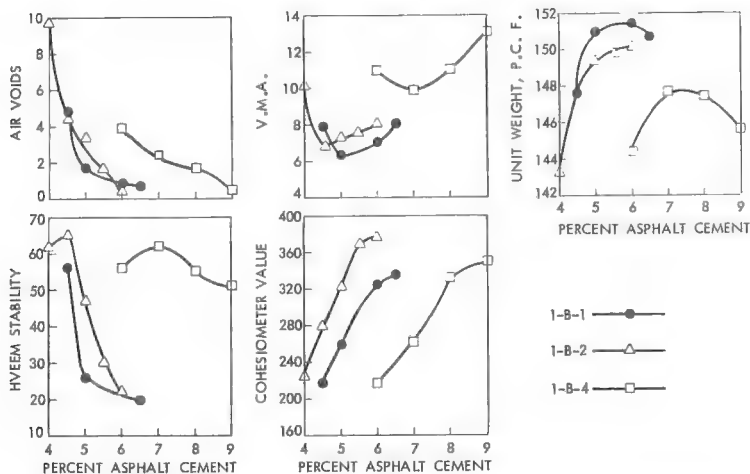 AIR VOIDS
10
8
6
4
2
0
V.M.A.
14
12
10
8
6
4
UNIT WEIGHT, P.C.F.
152
150
148
146
144
142
4 5 6 7 8 9
PERCENT ASPHALT CEMENT
HVEEM STABILITY
70
60
50
40
30
20
10
4 5 6 7 8 9
PERCENT ASPHALT CEMENT
COHESIOMETER VALUE
400
360
320
280
240
200
160
4 5 6 7 8 9
PERCENT ASPHALT CEMENT
1-B-1
1-B-2
1-B-4